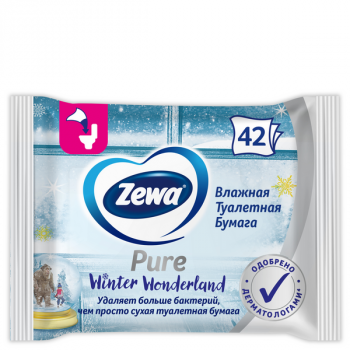 42
Zewa
Влажная
Туалетная
Бумага
Pure
Winter Wonderland
Удаляет больше бактерий,
чем просто сухая туалетная бумага
ОДОБРЕНО
ДЕРМАТОЛОГАМИ